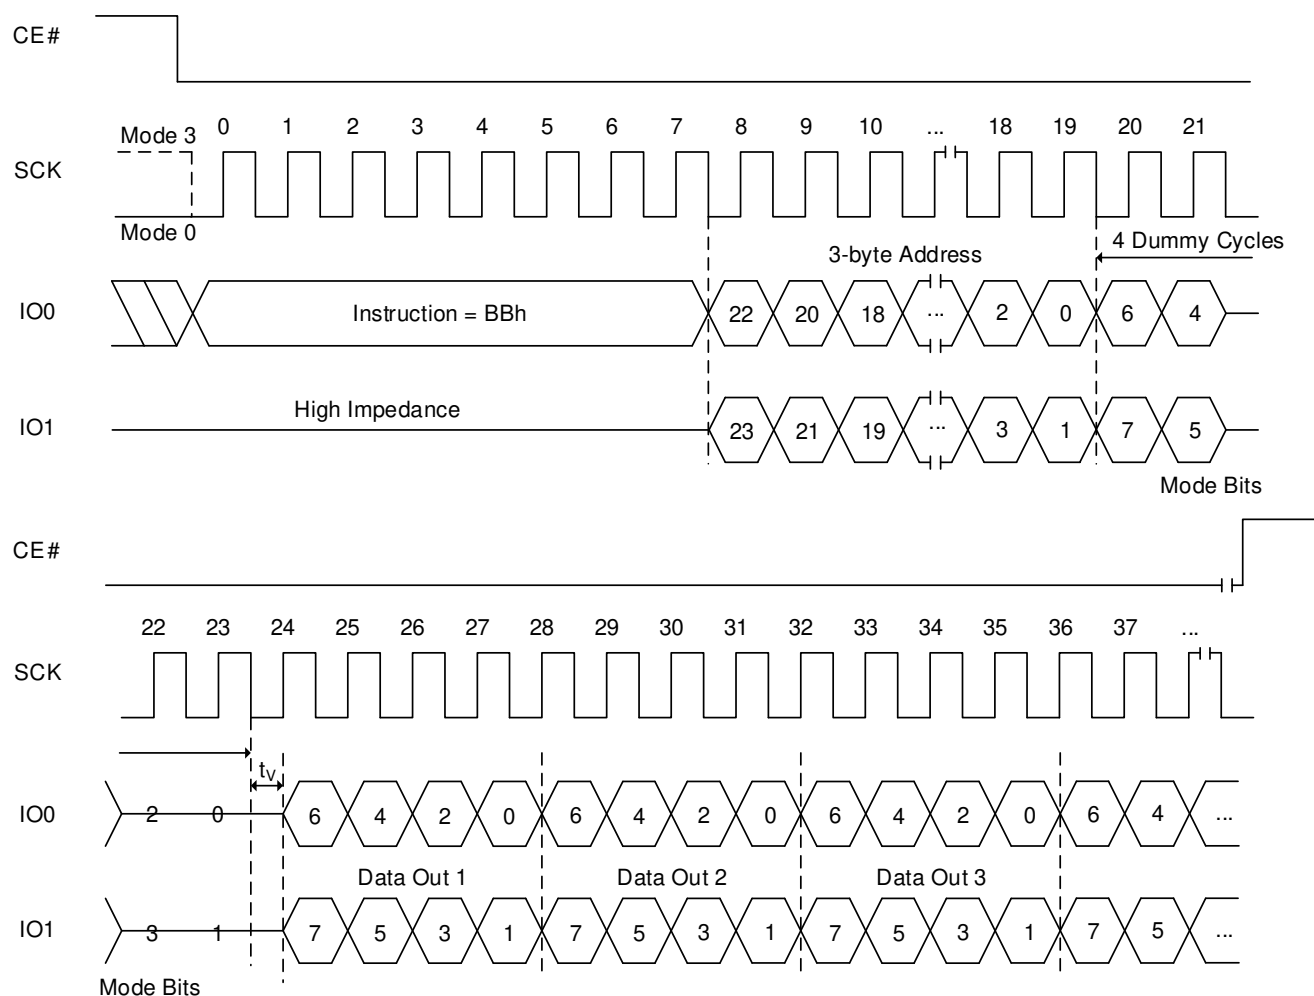 CE#
0 1 2 3 4 5 6 7 8 9 10 ... 18 19 20 21
Mode 3
SCK
Mode 0
4 Dummy Cycles
3-byte Address
IO0 Instruction = BBh 22 20 18 ... 2 0 6 4
High Impedance
IO1 23 21 19 ... 3 1 7 5
Mode Bits
CE#
22 23 24 25 26 27 28 29 30 31 32 33 34 35 36 37 ...
SCK
tV
IO0 2 0 6 4 2 0 6 4 2 0 6 4 2 0 6 4 ...
Data Out 1 Data Out 2 Data Out 3
IO1 3 1 7 5 3 1 7 5 3 1 7 5 3 1 7 5 ...
Mode Bits